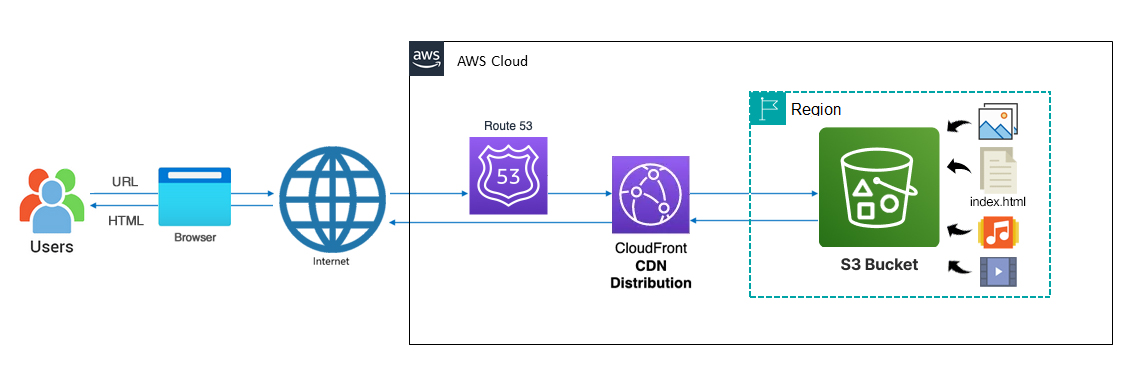 aws
AWS Cloud
Region
Route 53
53
URL
HTML
Users
Browser
Internet
CloudFront
CDN
Distribution
S3 Bucket
index.html